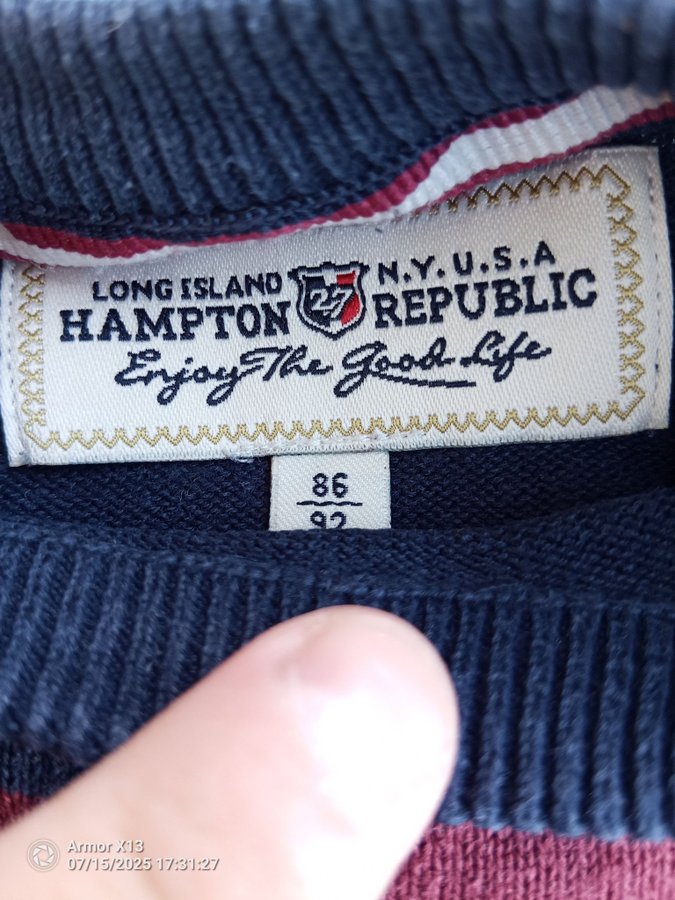 LONG ISLAND N.Y. U.S.A
HAMPTON 27 REPUBLIC
Enjoy The Good Life
86
92
Armor X13
07/15/2025 17:31:27